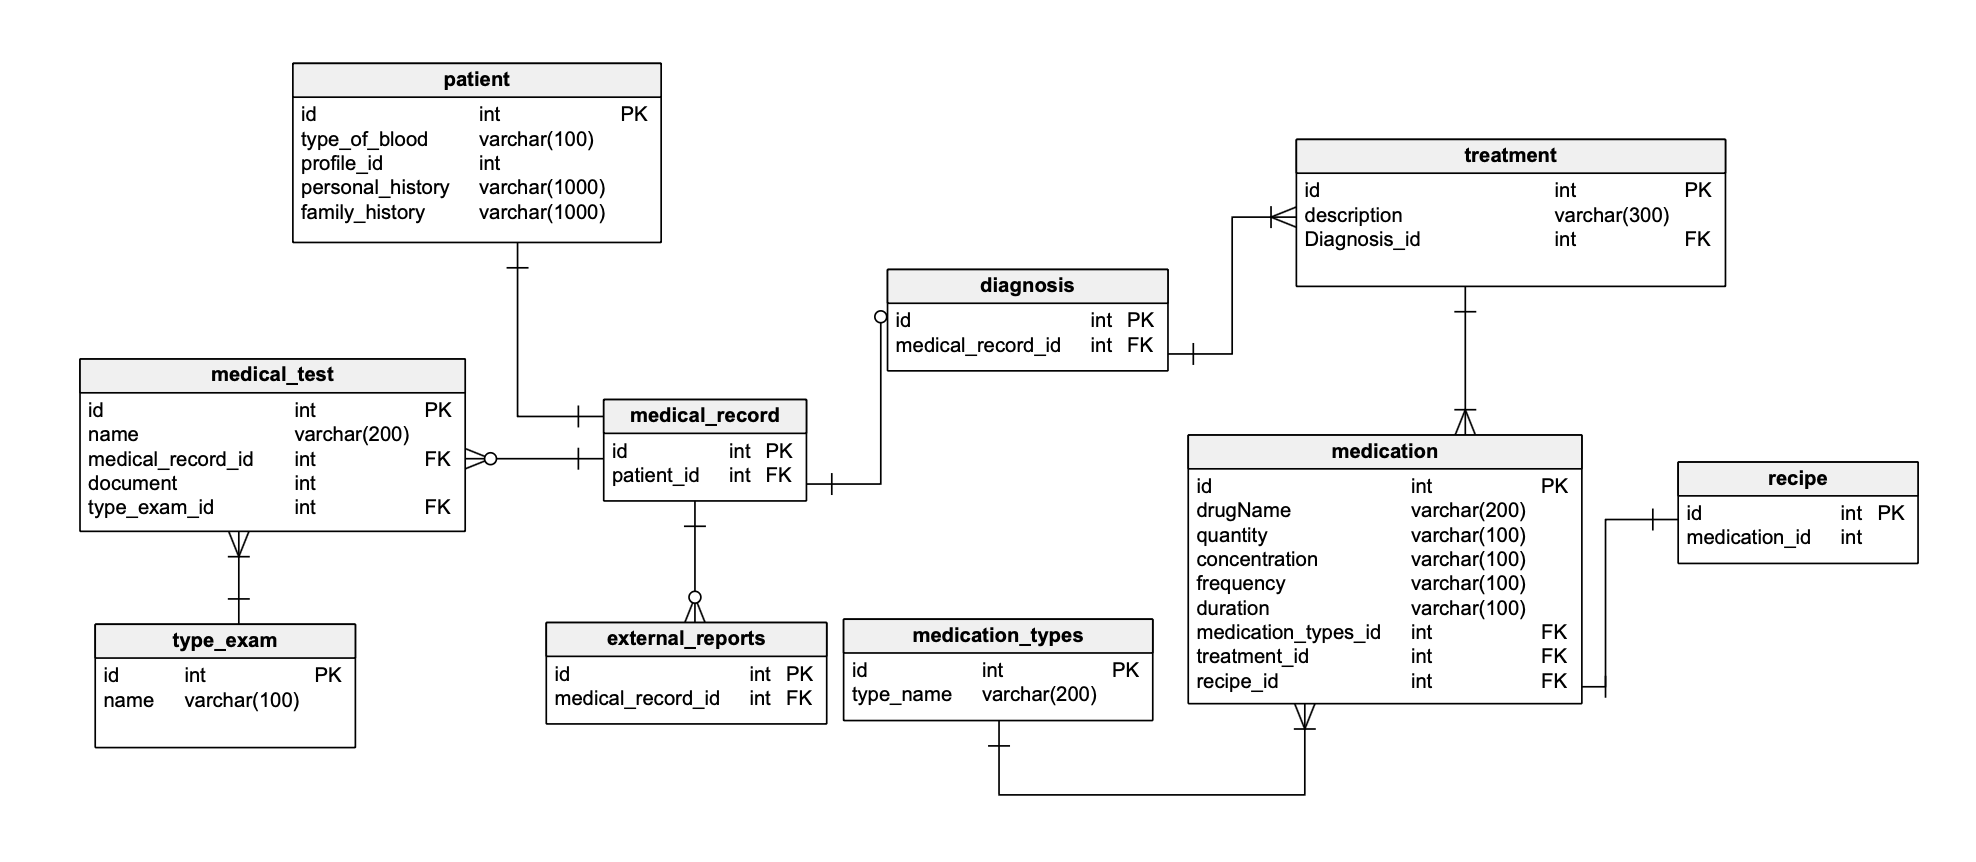 patient
id int PK
type_of_blood varchar(100)
profile_id int
personal_history varchar(1000)
family_history varchar(1000)
treatment
id int PK
description varchar(300)
Diagnosis_id int FK
diagnosis
id int PK
medical_record_id int FK
medical_test
id int PK
name varchar(200)
medical_record_id int FK
document int
type_exam_id int FK
medical_record
id int PK
patient_id int FK
medication
id int PK
drugName varchar(200)
quantity varchar(100)
concentration varchar(100)
frequency varchar(100)
duration varchar(100)
medication_types_id int FK
treatment_id int FK
recipe_id int FK
recipe
id int PK
medication_id int
type_exam
id int PK
name varchar(100)
external_reports
id int PK
medical_record_id int FK
medication_types
id int PK
type_name varchar(200)